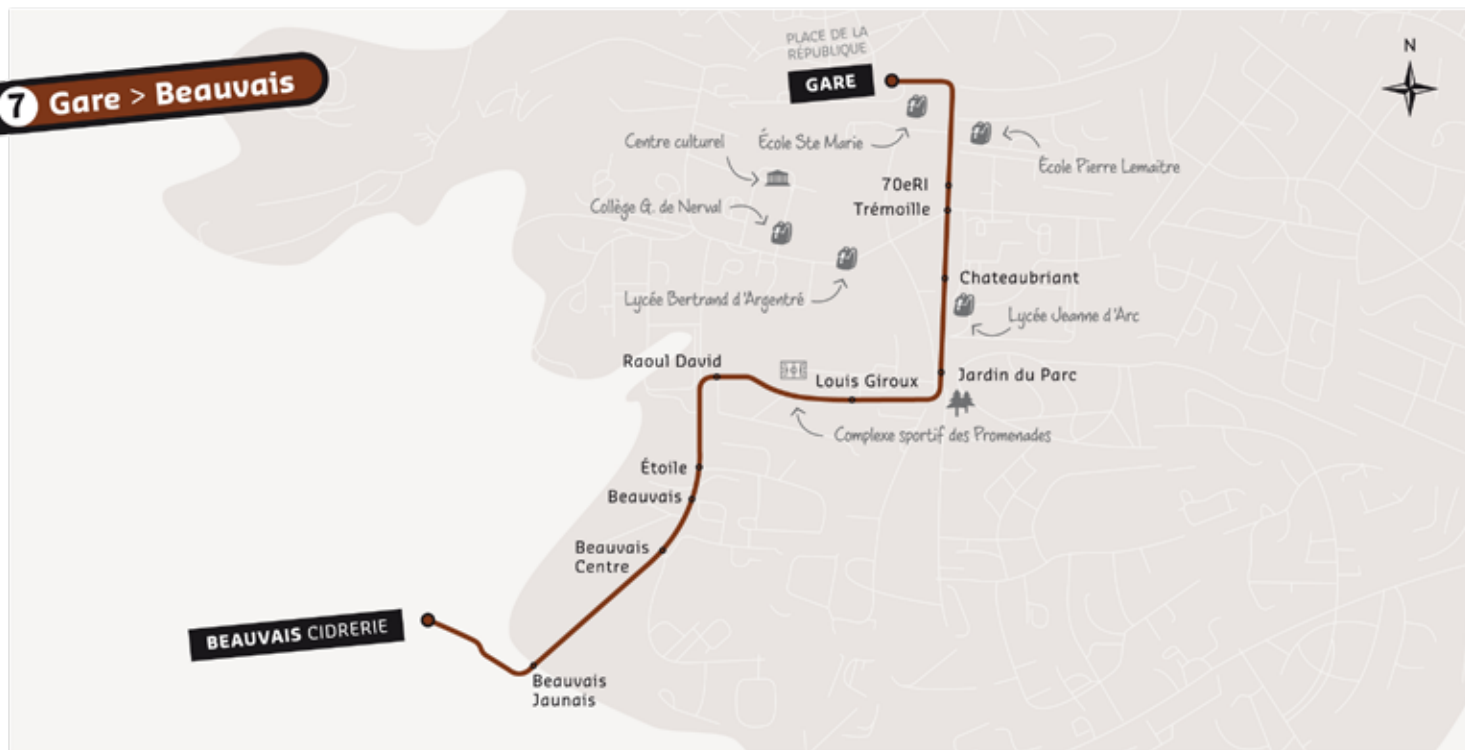 7 Gare > Beauvais
PLACE DE LA
RÉPUBLIQUE
GARE
N
École Ste Marie
École Pierre Lemaitre
Centre culturel
70eRI
Trémoille
Collège G. de Nerval
Chateaubriant
Lycée Bertrand d'Argentré
Lycée Jeanne d'Arc
Raoul David
Louis Giroux
Jardin du Parc
Complexe sportif des Promenades
Étoile
Beauvais
Beauvais
Centre
BEAUVAIS CIDRERIE
Beauvais
Jaunais